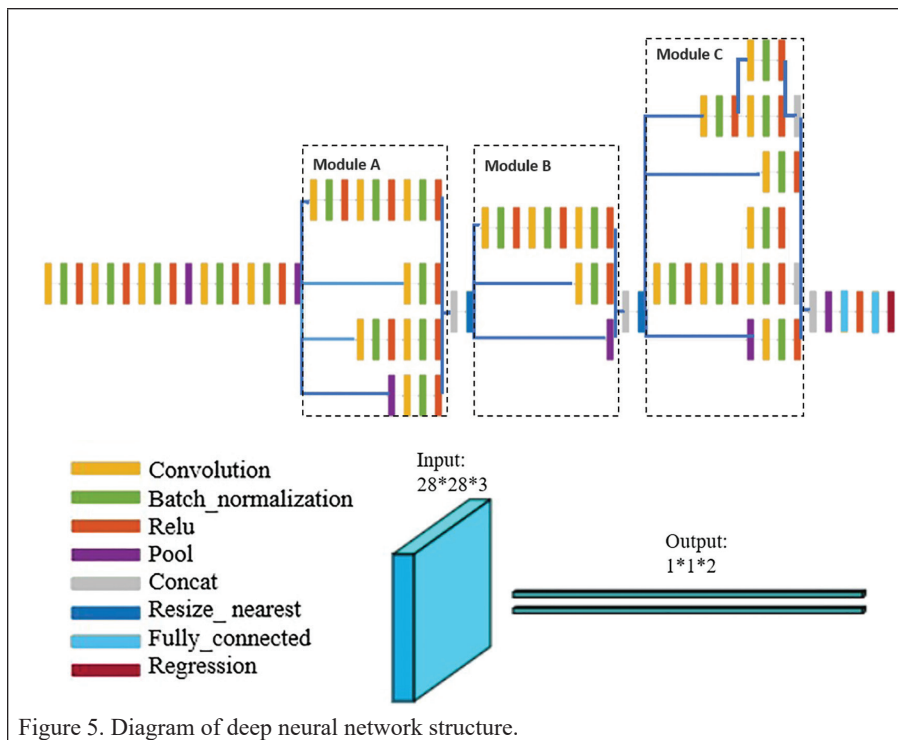 Module A
Module B
Module C
Convolution
Batch_normalization
Relu
Pool
Concat
Resize_ nearest
Fully_connected
Regression
Input:
28*28*3
Output:
1*1*2
Figure 5. Diagram of deep neural network structure.